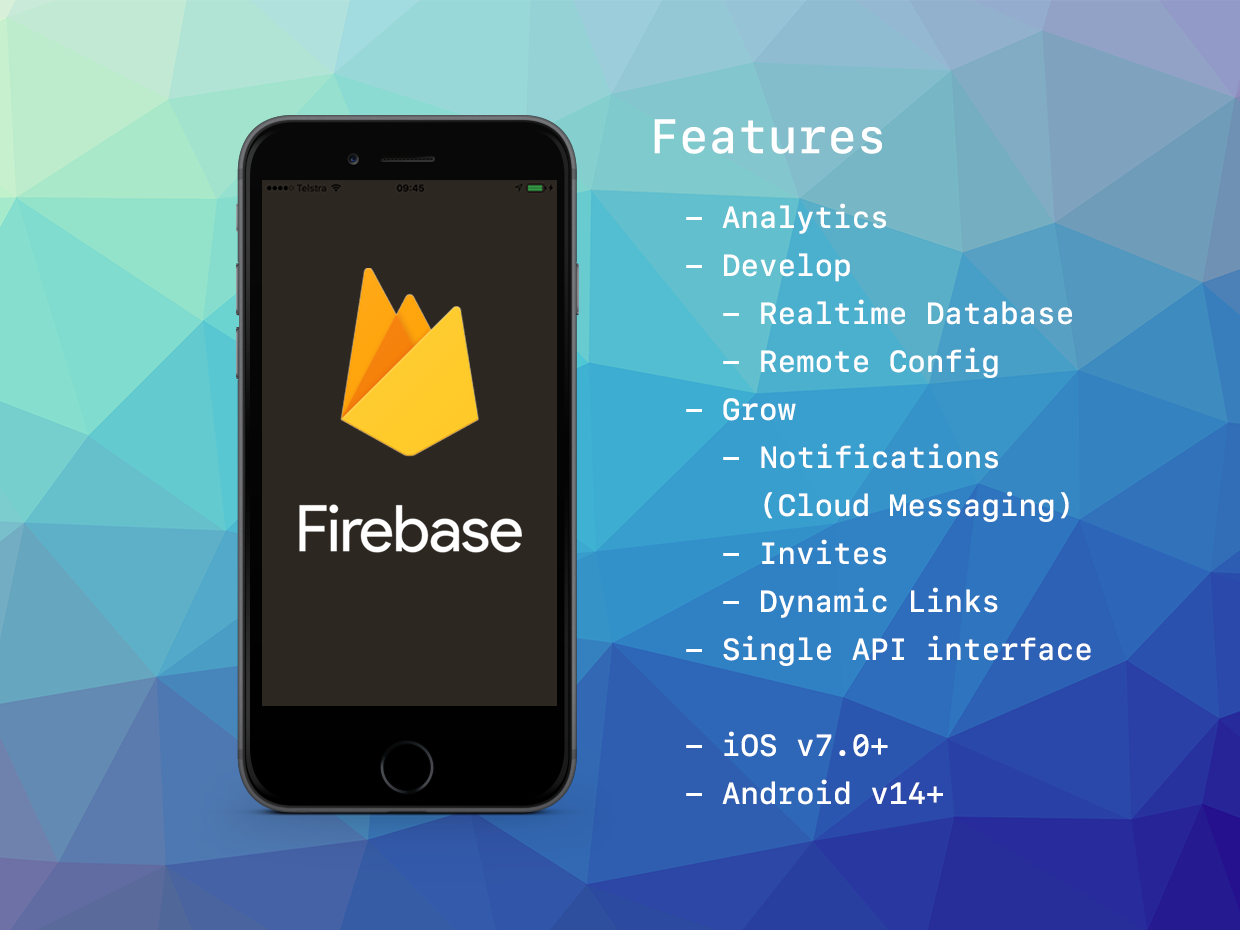 Telstra 09:45
Firebase
Features
– Analytics
– Develop
– Realtime Database
– Remote Config
– Grow
– Notifications
(Cloud Messaging)
– Invites
– Dynamic Links
– Single API interface
– iOS v7.0+
– Android v14+